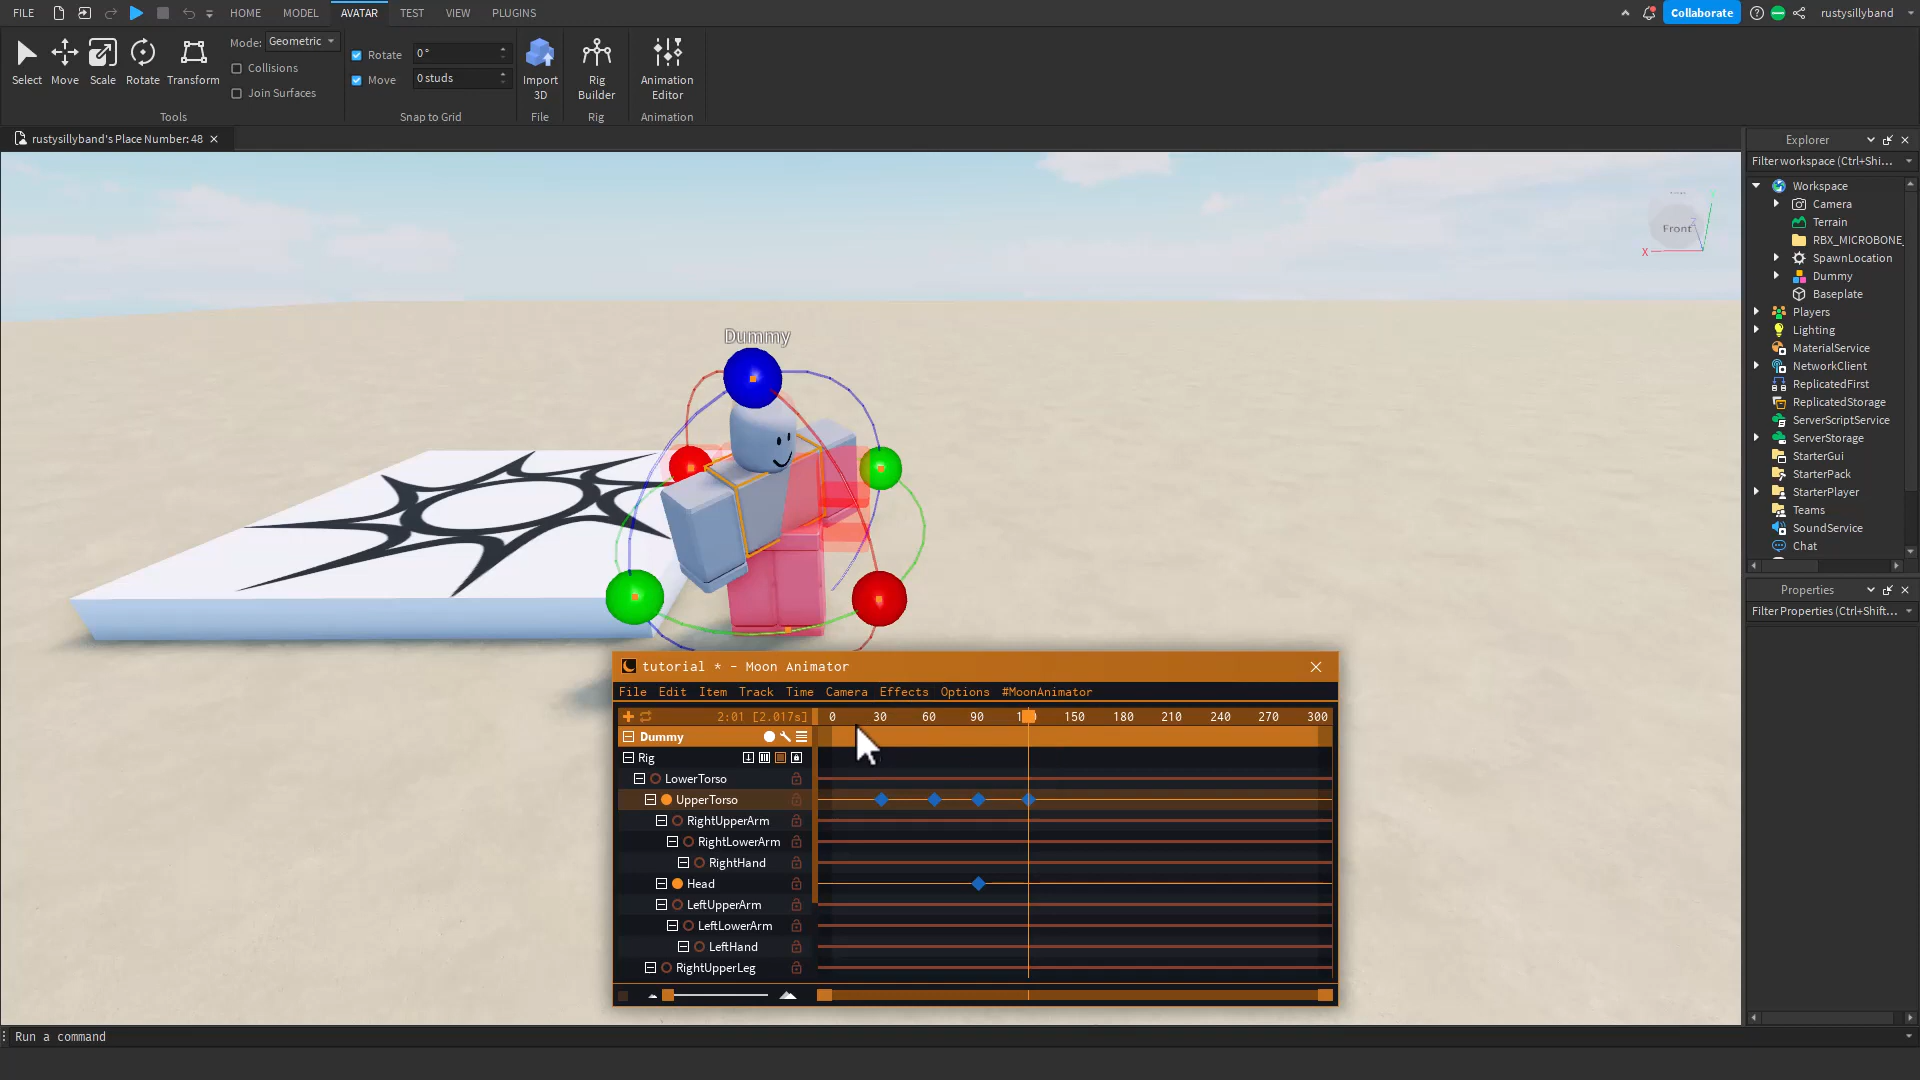 FILE HOME MODEL AVATAR TEST VIEW PLUGINS Collaborate rustysillyband
Select Move Scale Rotate Transform
Mode: Geometric
Collisions
Join Surfaces
Tools
Rotate 0°
Move 0 studs
Snap to Grid
Import 3D
File
Rig Builder
Rig
Animation Editor
Animation
rustysillyband's Place Number: 48
Explorer
Filter workspace (Ctrl+Shi...
Workspace
Camera
Terrain
RBX_MICROBONE_
SpawnLocation
Dummy
Baseplate
Players
Lighting
MaterialService
NetworkClient
ReplicatedFirst
ReplicatedStorage
ServerScriptService
ServerStorage
StarterGui
StarterPack
StarterPlayer
Teams
SoundService
Chat
Properties
Filter Properties (Ctrl+Shift...
Front
X
Y
Z
Dummy
tutorial * - Moon Animator
File Edit Item Track Time Camera Effects Options #MoonAnimator
2:01 [2.017s] 0 30 60 90 150 180 210 240 270 300
Dummy
Rig
LowerTorso
UpperTorso
RightUpperArm
RightLowerArm
RightHand
Head
LeftUpperArm
LeftLowerArm
LeftHand
RightUpperLeg
Run a command